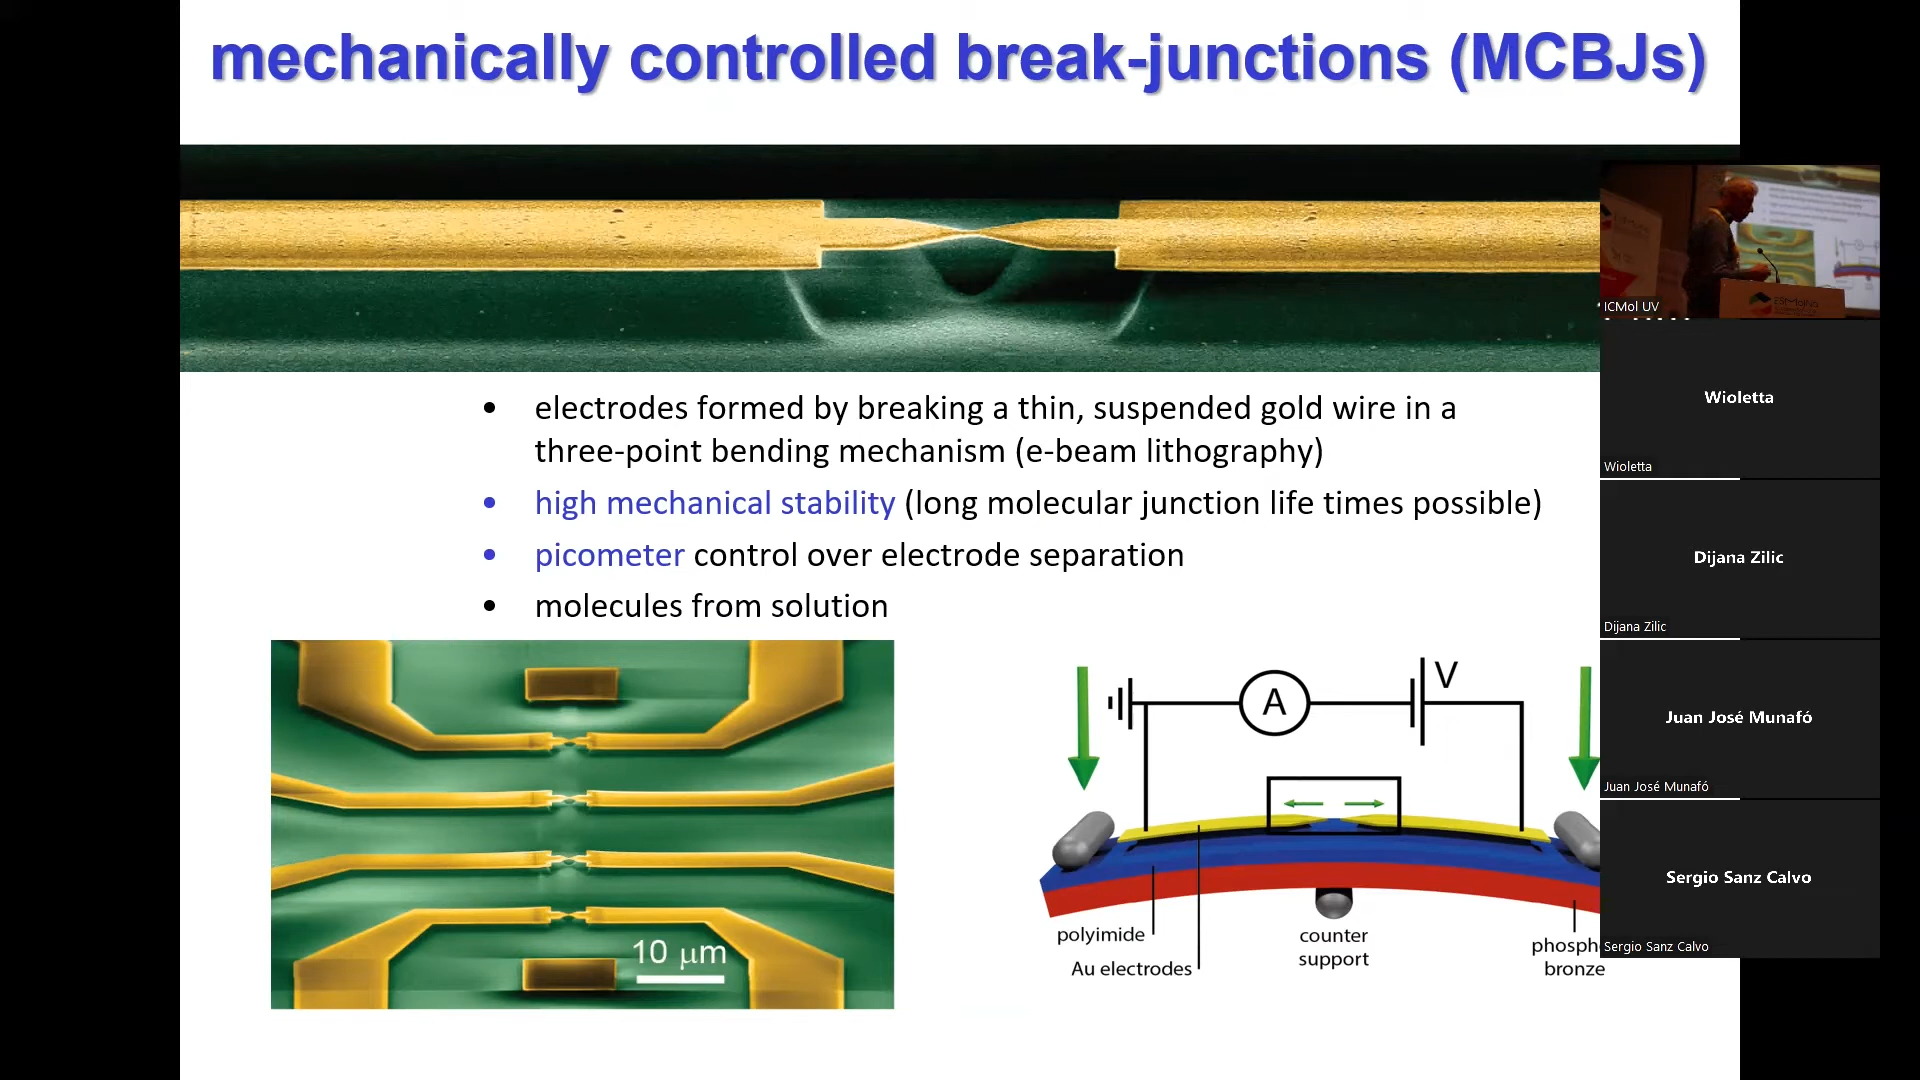 mechanically controlled break-junctions (MCBJs)
• electrodes formed by breaking a thin, suspended gold wire in a
three-point bending mechanism (e-beam lithography)
• high mechanical stability (long molecular junction life times possible)
• picometer control over electrode separation
• molecules from solution
10 μm
A
V
polyimide
Au electrodes
counter
support
bronze
ICMol UV
Wioletta
Wioletta
Dijana Zilic
Dijana Zilic
Juan José Munafó
Juan José Munafó
Sergio Sanz Calvo
Sergio Sanz Calvo